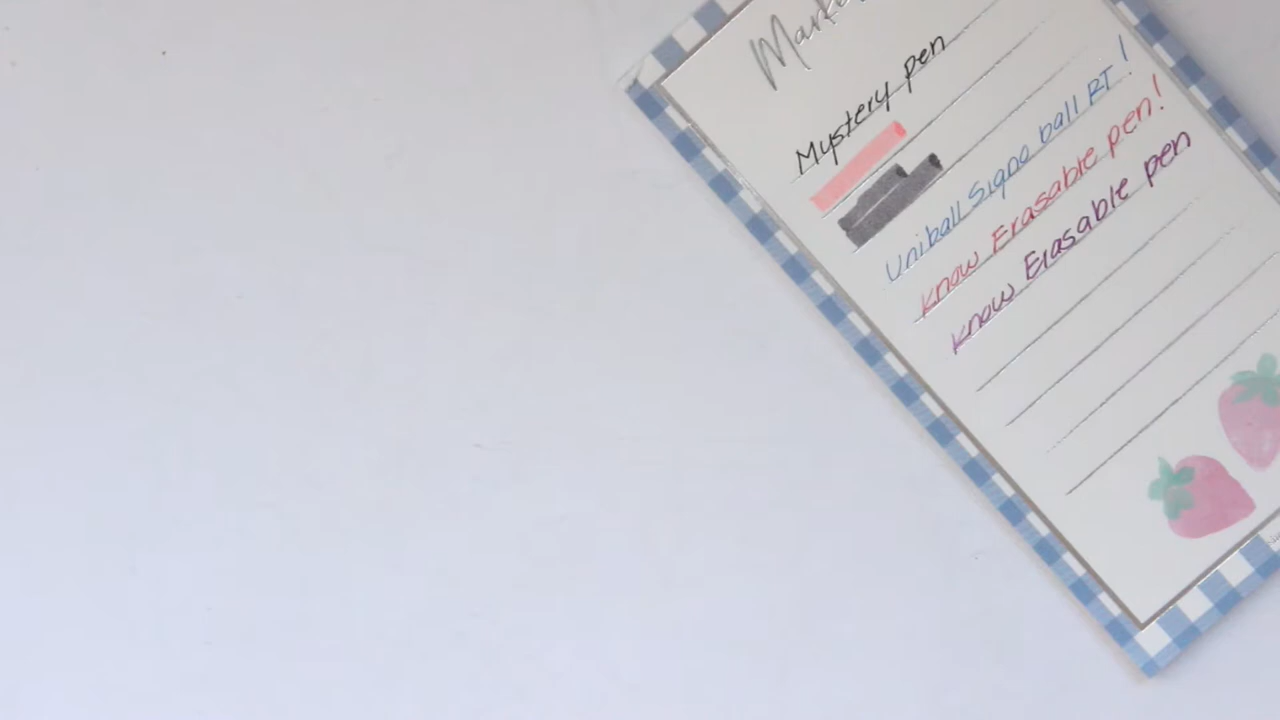 Mystery pen
Uniball Signo ball RT!
Know Erasable pen!
Know Erasable pen